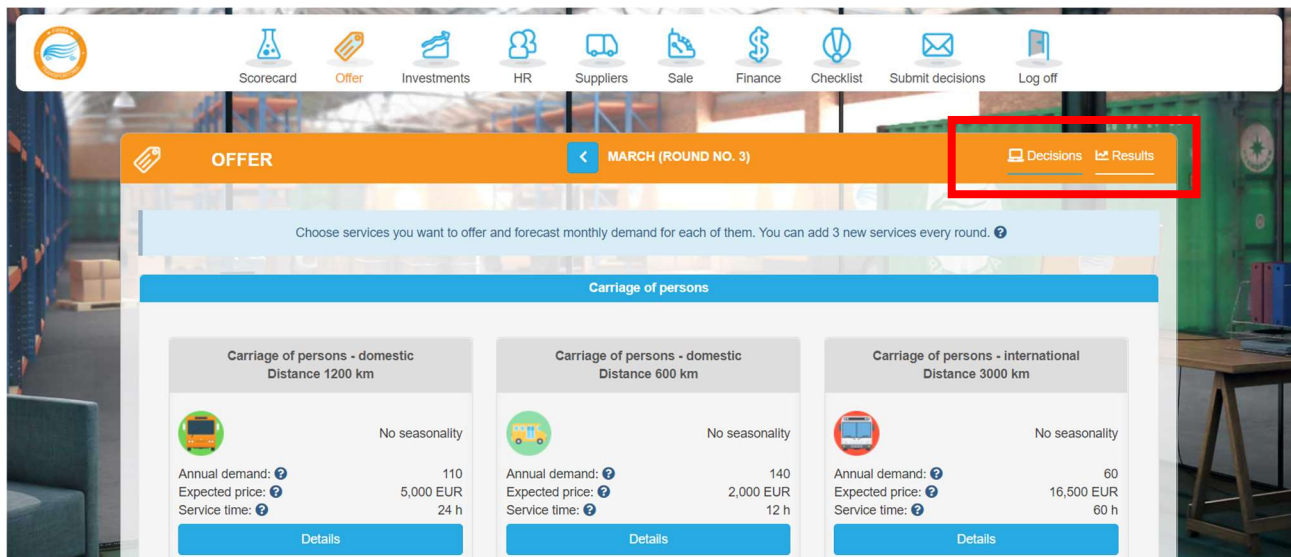 Scorecard
Offer
Investments
HR
Suppliers
Sale
Finance
Checklist
Submit decisions
Log off
OFFER
MARCH (ROUND NO. 3)
Decisions
Results
Choose services you want to offer and forecast monthly demand for each of them. You can add 3 new services every round.
Carriage of persons
Carriage of persons - domestic
Distance 1200 km
No seasonality
Annual demand: 110
Expected price: 5,000 EUR
Service time: 24 h
Details
Carriage of persons - domestic
Distance 600 km
No seasonality
Annual demand: 140
Expected price: 2,000 EUR
Service time: 12 h
Details
Carriage of persons - international
Distance 3000 km
No seasonality
Annual demand: 60
Expected price: 16,500 EUR
Service time: 60 h
Details